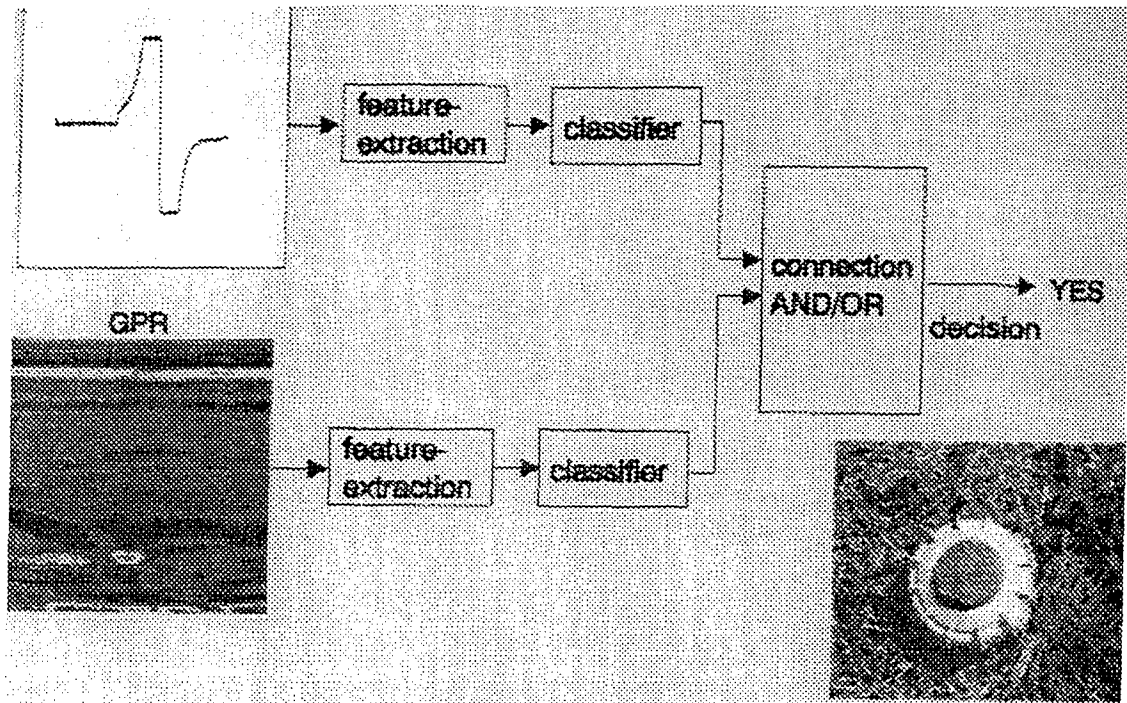 feature-
extraction
classifier
connection
AND/OR
decision
YES
GPR
feature-
extraction
classifier